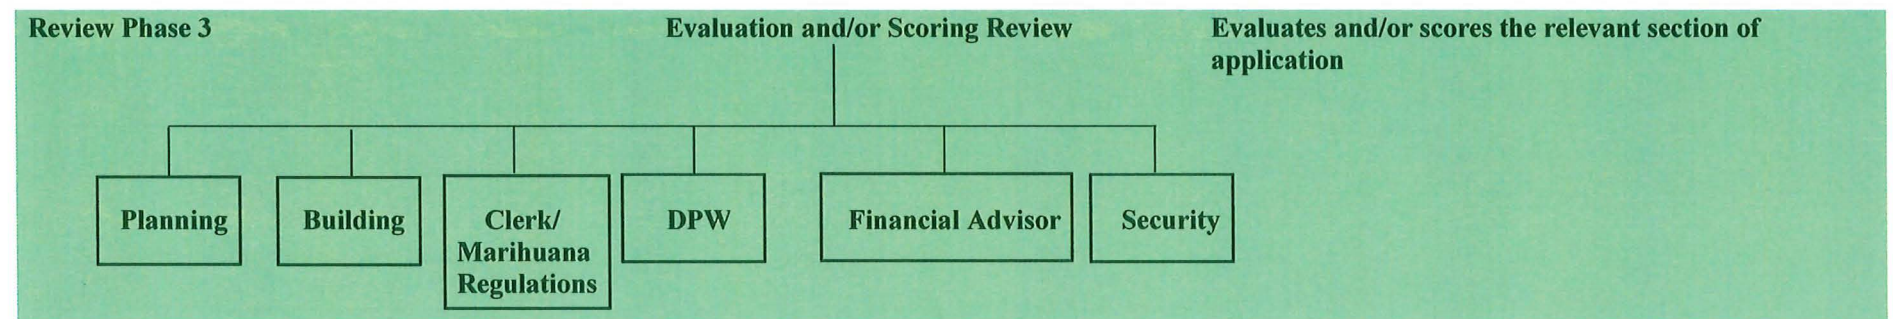 Review Phase 3
Evaluation and/or Scoring Review
Evaluates and/or scores the relevant section of
application
Planning
Building
Clerk/
Marihuana
Regulations
DPW
Financial Advisor
Security